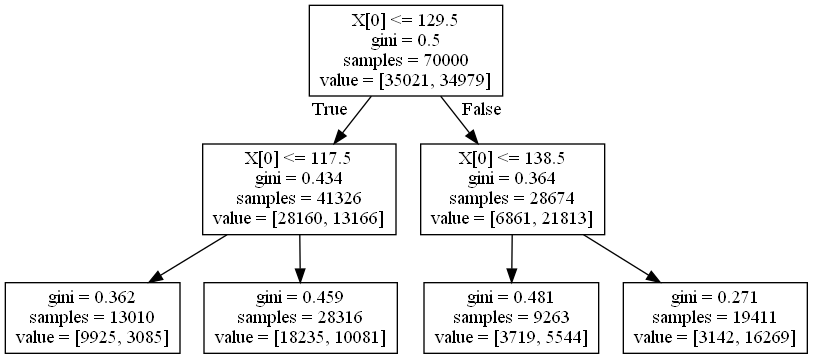 X[0] <= 129.5
gini = 0.5
samples = 70000
value = [35021, 34979]
True
False
X[0] <= 117.5
gini = 0.434
samples = 41326
value = [28160, 13166]
X[0] <= 138.5
gini = 0.364
samples = 28674
value = [6861, 21813]
gini = 0.362
samples = 13010
value = [9925, 3085]
gini = 0.459
samples = 28316
value = [18235, 10081]
gini = 0.481
samples = 9263
value = [3719, 5544]
gini = 0.271
samples = 19411
value = [3142, 16269]